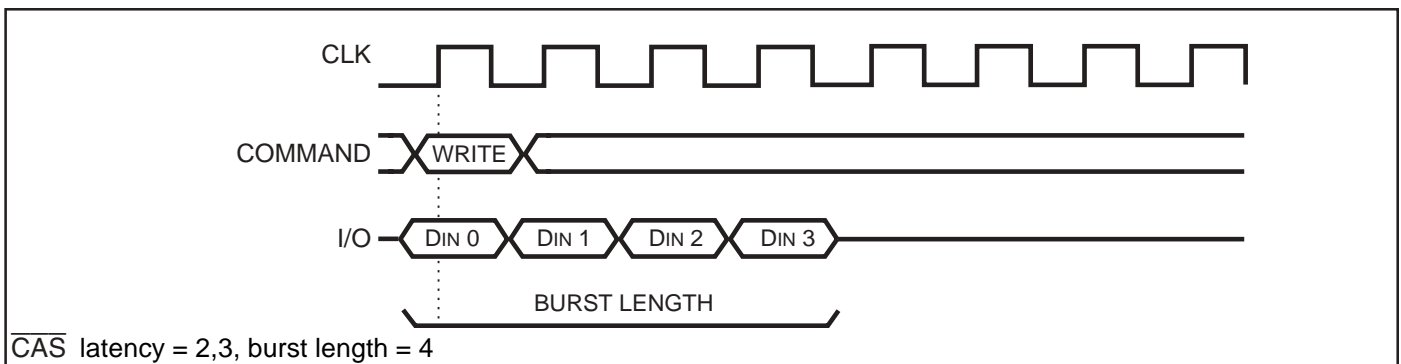 CLK
COMMAND WRITE
I/O DIN 0 DIN 1 DIN 2 DIN 3
BURST LENGTH
C̅A̅S̅ latency = 2,3, burst length = 4